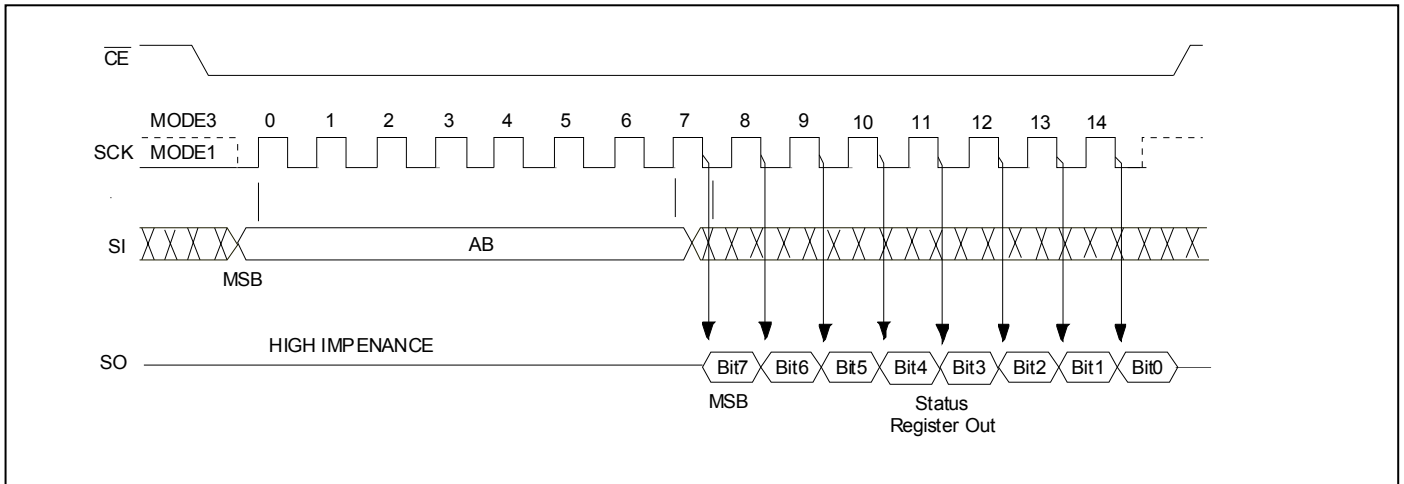 CE
MODE3 0 1 2 3 4 5 6 7 8 9 10 11 12 13 14
SCK MODE1
SI AB
MSB
HIGH IMPENANCE
SO Bit7 Bit6 Bit5 Bit4 Bit3 Bit2 Bit1 Bit0
MSB Status
Register Out